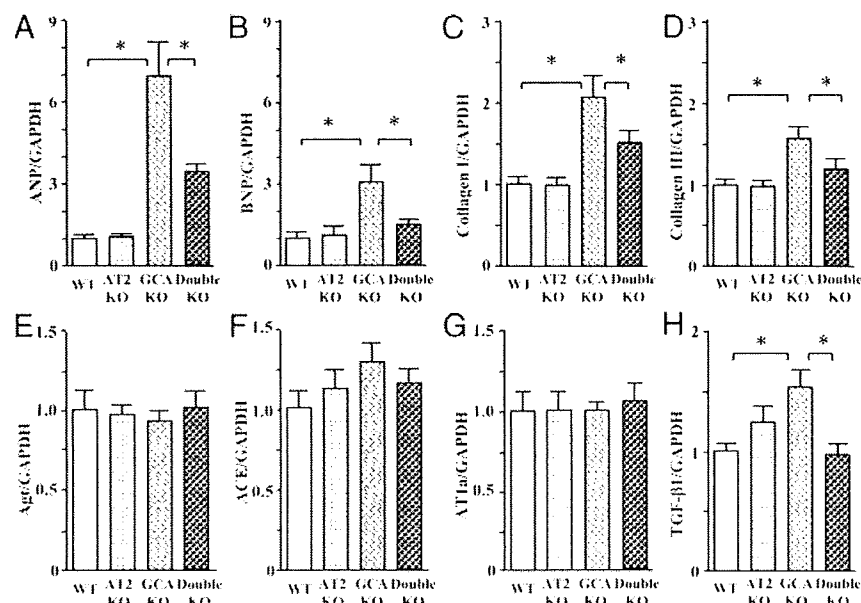 A
ANP/GAPDH
9
6
3
0
* *
WT AT2 KO GCA KO Double KO
B
BNP/GAPDH
9
6
3
0
* *
WT AT2 KO GCA KO Double KO
C
Collagen I/GAPDH
3
2
1
0
* *
WT AT2 KO GCA KO Double KO
D
Collagen III/GAPDH
3
2
1
0
* *
WT AT2 KO GCA KO Double KO
E
Agt/GAPDH
1.5
1.0
0.5
0
WT AT2 KO GCA KO Double KO
F
ACE/GAPDH
1.5
1.0
0.5
0
WT AT2 KO GCA KO Double KO
G
AT1a/GAPDH
1.5
1.0
0.5
0
WT AT2 KO GCA KO Double KO
H
TGF-β1/GAPDH
2
1
0
* *
WT AT2 KO GCA KO Double KO